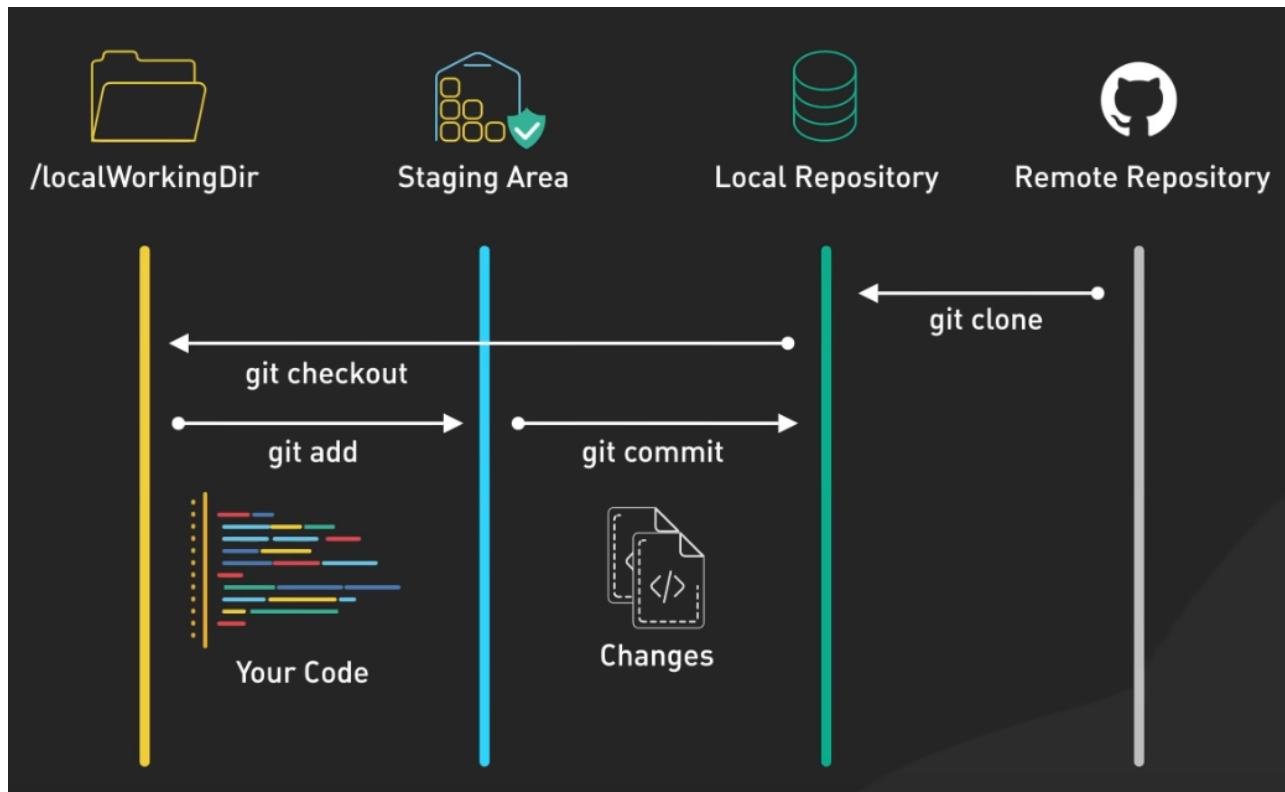 /localWorkingDir
Staging Area
Local Repository
Remote Repository
git clone
git checkout
git add
git commit
</>
Your Code
Changes